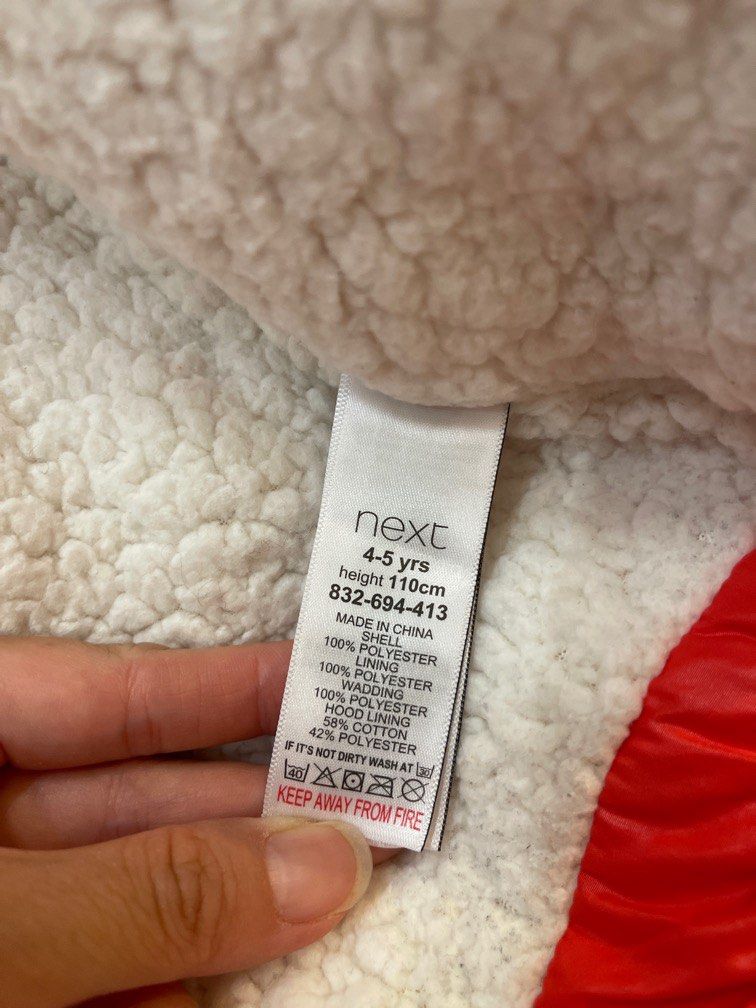 next
4-5 yrs
height 110cm
832-694-413
MADE IN CHINA
SHELL
100% POLYESTER
LINING
100% POLYESTER
WADDING
100% POLYESTER
HOOD LINING
58% COTTON
42% POLYESTER
IF IT'S NOT DIRTY WASH AT 30
40
KEEP AWAY FROM FIRE